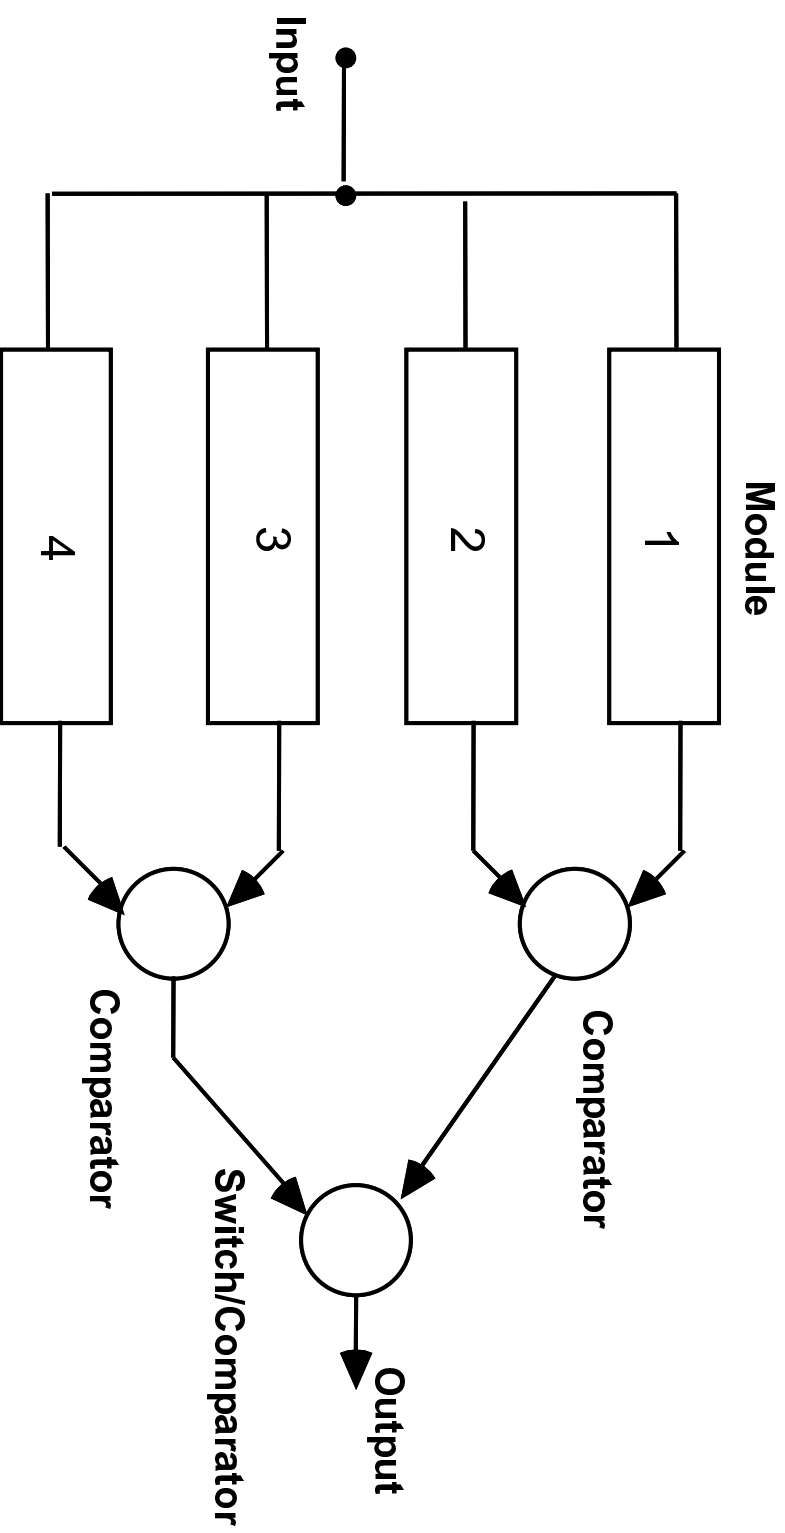 Module
Input
1
2
3
4
Comparator
Comparator
Output
Switch/Comparator